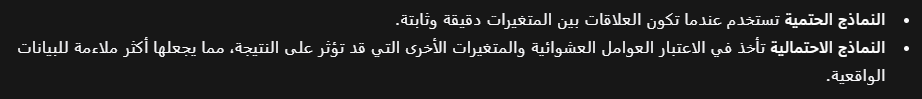 • النماذج الحتمية تستخدم عندما تكون العلاقات بين المتغيرات دقيقة وثابتة.
• النماذج الاحتمالية تأخذ في الاعتبار العوامل العشوائية والمتغيرات الأخرى التي قد تؤثر على النتيجة، مما يجعلها أكثر ملاءمة للبيانات
الواقعية.